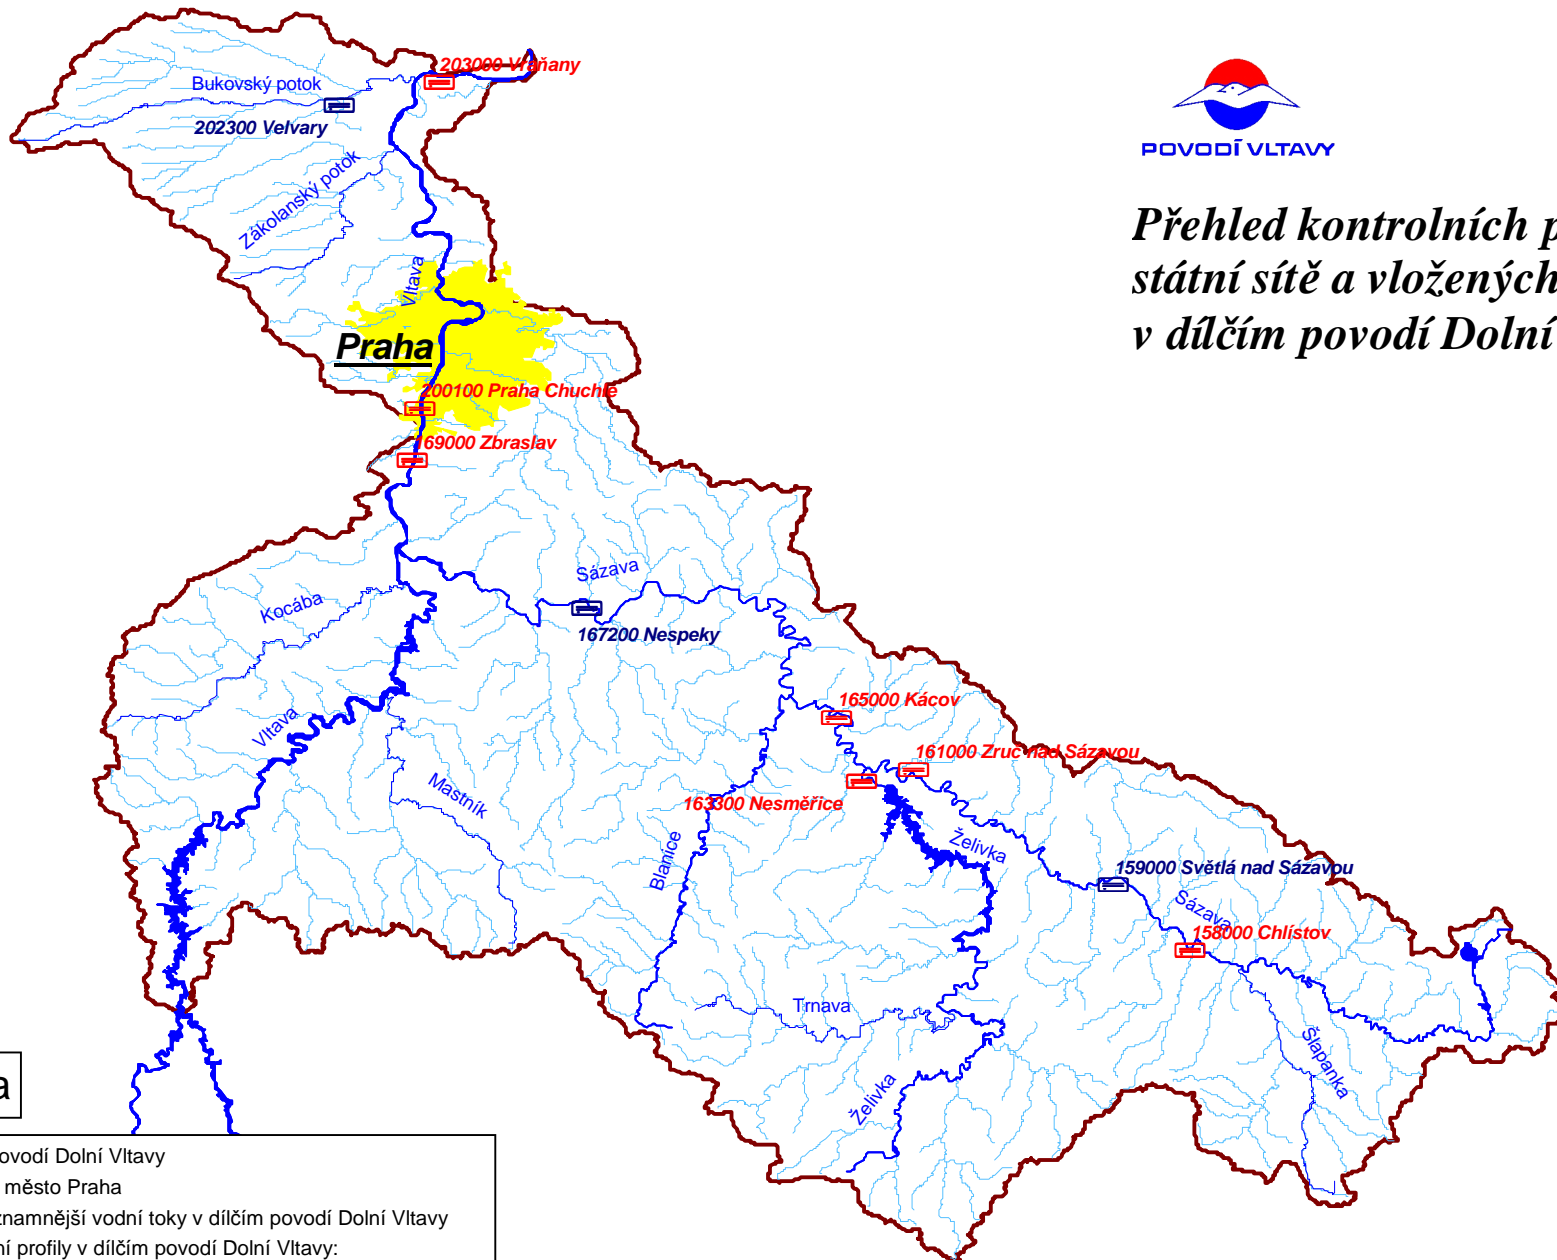 203000 Vraňany
Bukovský potok
202300 Velvary
POVODÍ VLTAVY
Zákolanský potok
Přehled kontrolních
státní sítě a vložených
v dílčím povodí Dolní
Vltava
Praha
200100 Praha Chuchle
169000 Zbraslav
Sázava
Kocába
167200 Nespeky
165000 Kácov
Vltava
161000 Zruč nad Sázavou
Mastník
163300 Nesměřice
Blanice
Želivka
159000 Světlá nad Sázavou
Sázava
158000 Chlístov
Trnava
Šlapanka
Želivka
a
ovodí Dolní Vltavy
město Praha
znamnější vodní toky v dílčím povodí Dolní Vltavy
ní profily v dílčím povodí Dolní Vltavy: